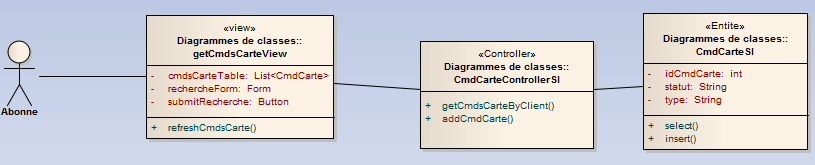 Abonne
«view»
Diagrammes de classes::
getCmdsCarteView
- cmdsCarteTable: List<CmdCarte>
- rechercheForm: Form
- submitRecherche: Button
+ refreshCmdsCarte()
«Controller»
Diagrammes de classes::
CmdCarteControllerSI
+ getCmdsCarteByClient()
+ addCmdCarte()
«Entite»
Diagrammes de classes::
CmdCarteSI
- idCmdCarte: int
- statut: String
- type: String
+ select()
+ insert()